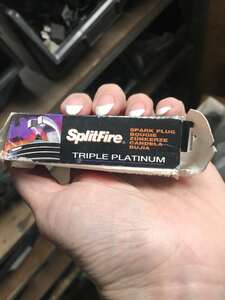 SplitFire®
SPARK PLUG
BOUGIE
ZÜNKERZE
CANDELA
BUJIA
TRIPLE PLATINUM